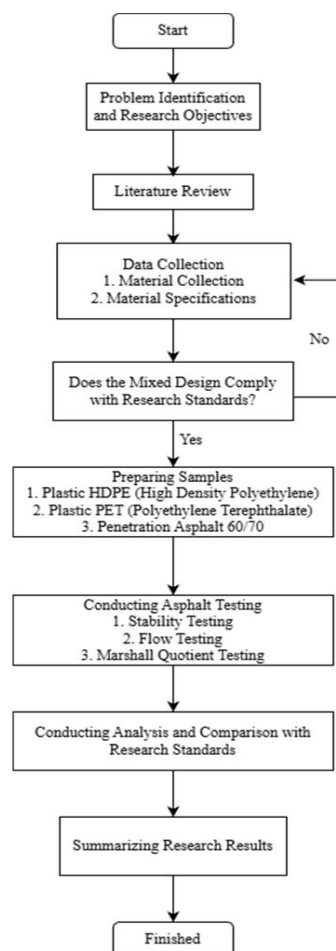 Start
Problem Identification
and Research Objectives
Literature Review
Data Collection
1. Material Collection
2. Material Specifications
No
Does the Mixed Design Comply
with Research Standards?
Yes
Preparing Samples
1. Plastic HDPE (High Density Polyethylene)
2. Plastic PET (Polyethylene Terephthalate)
3. Penetration Asphalt 60/70
Conducting Asphalt Testing
1. Stability Testing
2. Flow Testing
3. Marshall Quotient Testing
Conducting Analysis and Comparison with
Research Standards
Summarizing Research Results
Finished